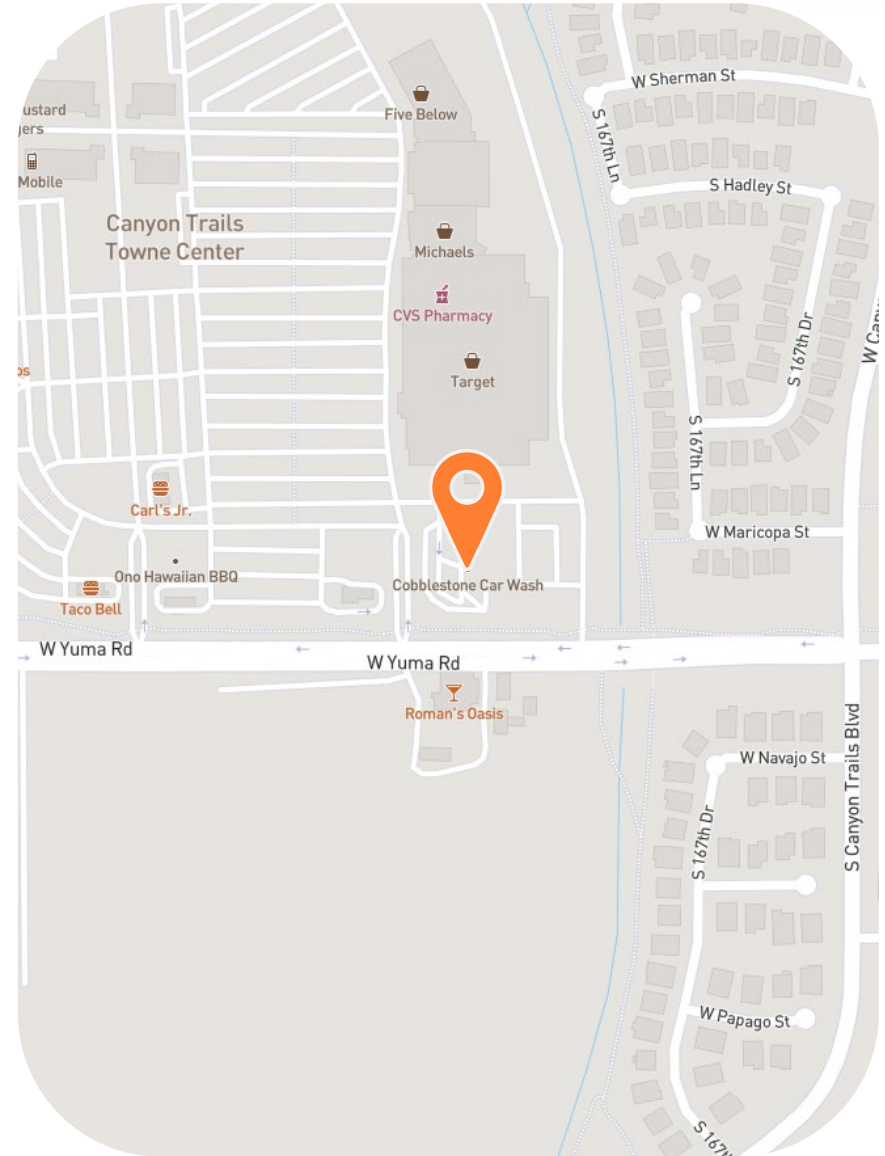 W Sherman St
Five Below
ustard
gers
S 167th Ln
Mobile
S Hadley St
Canyon Trails
Towne Center
Michaels
CVS Pharmacy
S 167th Dr
Target
S 167th Ln
Carl's Jr.
W Maricopa St
Ono Hawaiian BBQ
Cobblestone Car Wash
Taco Bell
W Yuma Rd
W Yuma Rd
Roman's Oasis
S Canyon Trails Blvd
W Navajo St
S 167th Dr
W Papago St
S 167th